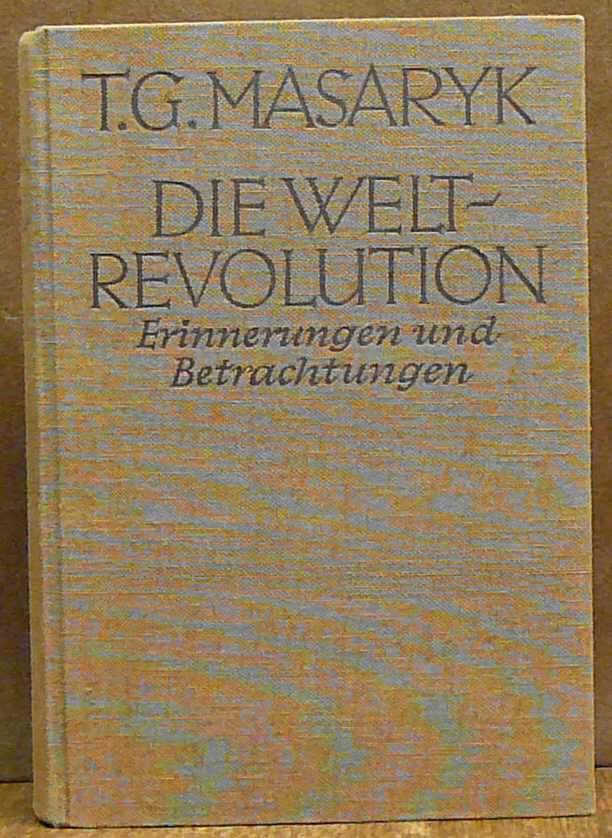 T.G. MASARYK
DIE WELT-
REVOLUTION
Erinnerungen und
Betrachtungen